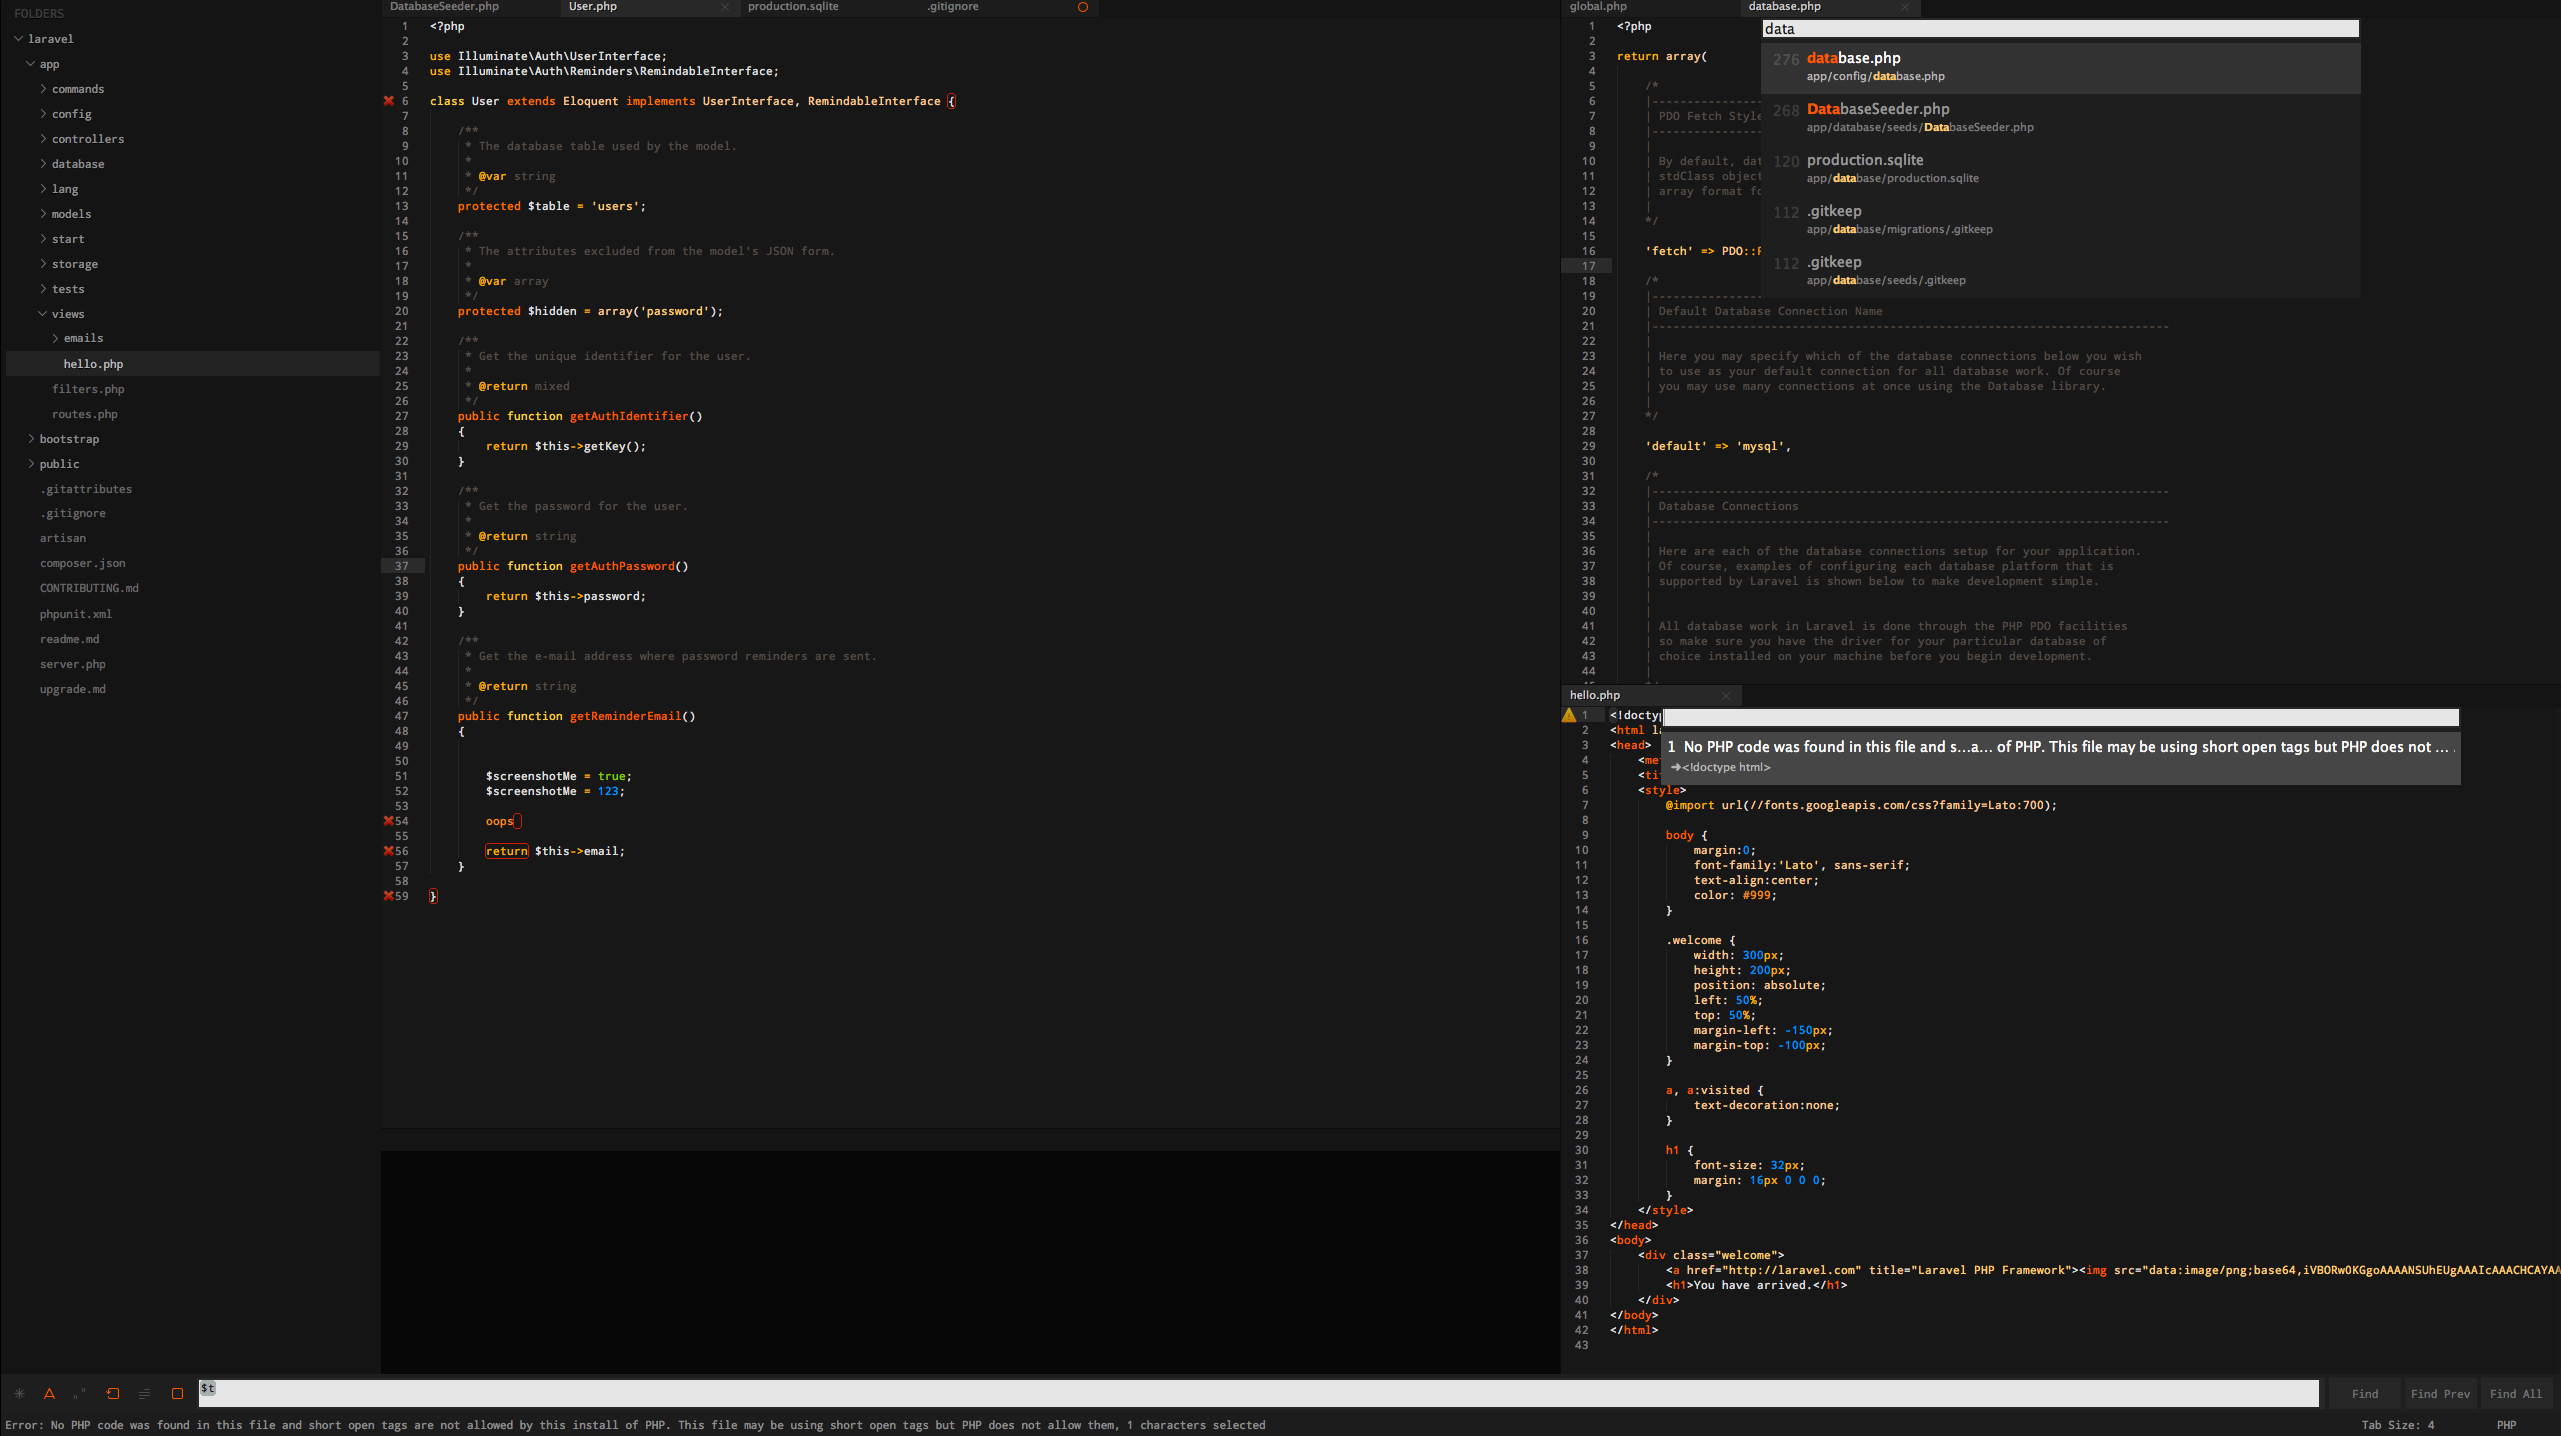 FOLDERS
laravel
app
commands
config
controllers
database
lang
models
start
storage
tests
views
emails
hello.php
filters.php
routes.php
bootstrap
public
.gitattributes
.gitignore
artisan
composer.json
CONTRIBUTING.md
phpunit.xml
readme.md
server.php
upgrade.md
DatabaseSeeder.php
User.php
production.sqlite
.gitignore
1 <?php
2
3 use Illuminate\Auth\UserInterface;
4 use Illuminate\Auth\Reminders\RemindableInterface;
5
6 class User extends Eloquent implements UserInterface, RemindableInterface {
7
8 /**
9 * The database table used by the model.
10 *
11 * @var string
12 */
13 protected $table = 'users';
14
15 /**
16 * The attributes excluded from the model's JSON form.
17 *
18 * @var array
19 */
20 protected $hidden = array('password');
21
22 /**
23 * Get the unique identifier for the user.
24 *
25 * @return mixed
26 */
27 public function getAuthIdentifier()
28 {
29 return $this->getKey();
30 }
31
32 /**
33 * Get the password for the user.
34 *
35 * @return string
36 */
37 public function getAuthPassword()
38 {
39 return $this->password;
40 }
41
42 /**
43 * Get the e-mail address where password reminders are sent.
44 *
45 * @return string
46 */
47 public function getReminderEmail()
48 {
49
50
51 $screenshotMe = true;
52 $screenshotMe = 123;
53
54 oops
55
56 return $this->email;
57 }
58
59 }
global.php
database.php
data
276 database.php
app/config/database.php
268 DatabaseSeeder.php
app/database/seeds/DatabaseSeeder.php
120 production.sqlite
app/database/production.sqlite
112 .gitkeep
app/database/migrations/.gitkeep
112 .gitkeep
app/database/seeds/.gitkeep
1 <?php
2
3 return array(
4
5 /*
6 |---------------
7 | PDO Fetch Style
8 |---------------
9 |
10 | By default, dat
11 | stdClass object
12 | array format fo
13 |
14 */
15
16 'fetch' => PDO::F
17
18 /*
19 |---------------
20 | Default Database Connection Name
21 |--------------------------------------------------------------------------
22 |
23 | Here you may specify which of the database connections below you wish
24 | to use as your default connection for all database work. Of course
25 | you may use many connections at once using the Database library.
26 |
27 */
28
29 'default' => 'mysql',
30
31 /*
32 |--------------------------------------------------------------------------
33 | Database Connections
34 |--------------------------------------------------------------------------
35 |
36 | Here are each of the database connections setup for your application.
37 | Of course, examples of configuring each database platform that is
38 | supported by Laravel is shown below to make development simple.
39 |
40 |
41 | All database work in Laravel is done through the PHP PDO facilities
42 | so make sure you have the driver for your particular database of
43 | choice installed on your machine before you begin development.
44 |
hello.php
1 No PHP code was found in this file and s...a... of PHP. This file may be using short open tags but PHP does not ...
➜<!doctype html>
1 <!doctyp
2 <html la
3 <head>
4 <me
5 <ti
6 <style>
7 @import url(//fonts.googleapis.com/css?family=Lato:700);
8
9 body {
10 margin:0;
11 font-family:'Lato', sans-serif;
12 text-align:center;
13 color: #999;
14 }
15
16 .welcome {
17 width: 300px;
18 height: 200px;
19 position: absolute;
20 left: 50%;
21 top: 50%;
22 margin-left: -150px;
23 margin-top: -100px;
24 }
25
26 a, a:visited {
27 text-decoration:none;
28 }
29
30 h1 {
31 font-size: 32px;
32 margin: 16px 0 0 0;
33 }
34 </style>
35 </head>
36 <body>
37 <div class="welcome">
38 <a href="http://laravel.com" title="Laravel PHP Framework"><img src="data:image/png;base64,iVBORw0KGgoAAAANSUhEUgAAAIcAAACHCAYAA
39 <h1>You have arrived.</h1>
40 </div>
41 </body>
42 </html>
43
$t
Find
Find Prev
Find All
Error: No PHP code was found in this file and short open tags are not allowed by this install of PHP. This file may be using short open tags but PHP does not allow them, 1 characters selected
Tab Size: 4
PHP